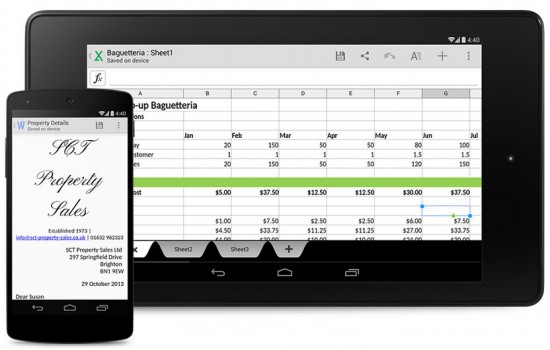 4:40
Baguetteria : Sheet1
Saved on device
fx
A B C D E F G
o-up Baguetteria
ons
Jan Feb Mar Apr May Jun Jul
ay 20 150 50 50 80 100
ustomer 1 1 1 1 1.5 1.5
es 20 150 50 50 120 150
ost $5.00 $37.50 $12.50 $12.50 $30.00 $37.50
$1.00 $7.50 $2.50 $2.50 $6.00 $7.50
$4.50 $33.75 $11.25 $11.25 $27.00 $33.75
Sheet2 Sheet3 +
4:40
W Property Details
Saved on device
SCT
Property
Sales
Established 1973 |
info@sct-property-sales.co.uk | 01632 962323
SCT Property Sales Ltd
297 Springfield Drive
Brighton
BN1 9EW
29 October 2013
Dear Susan